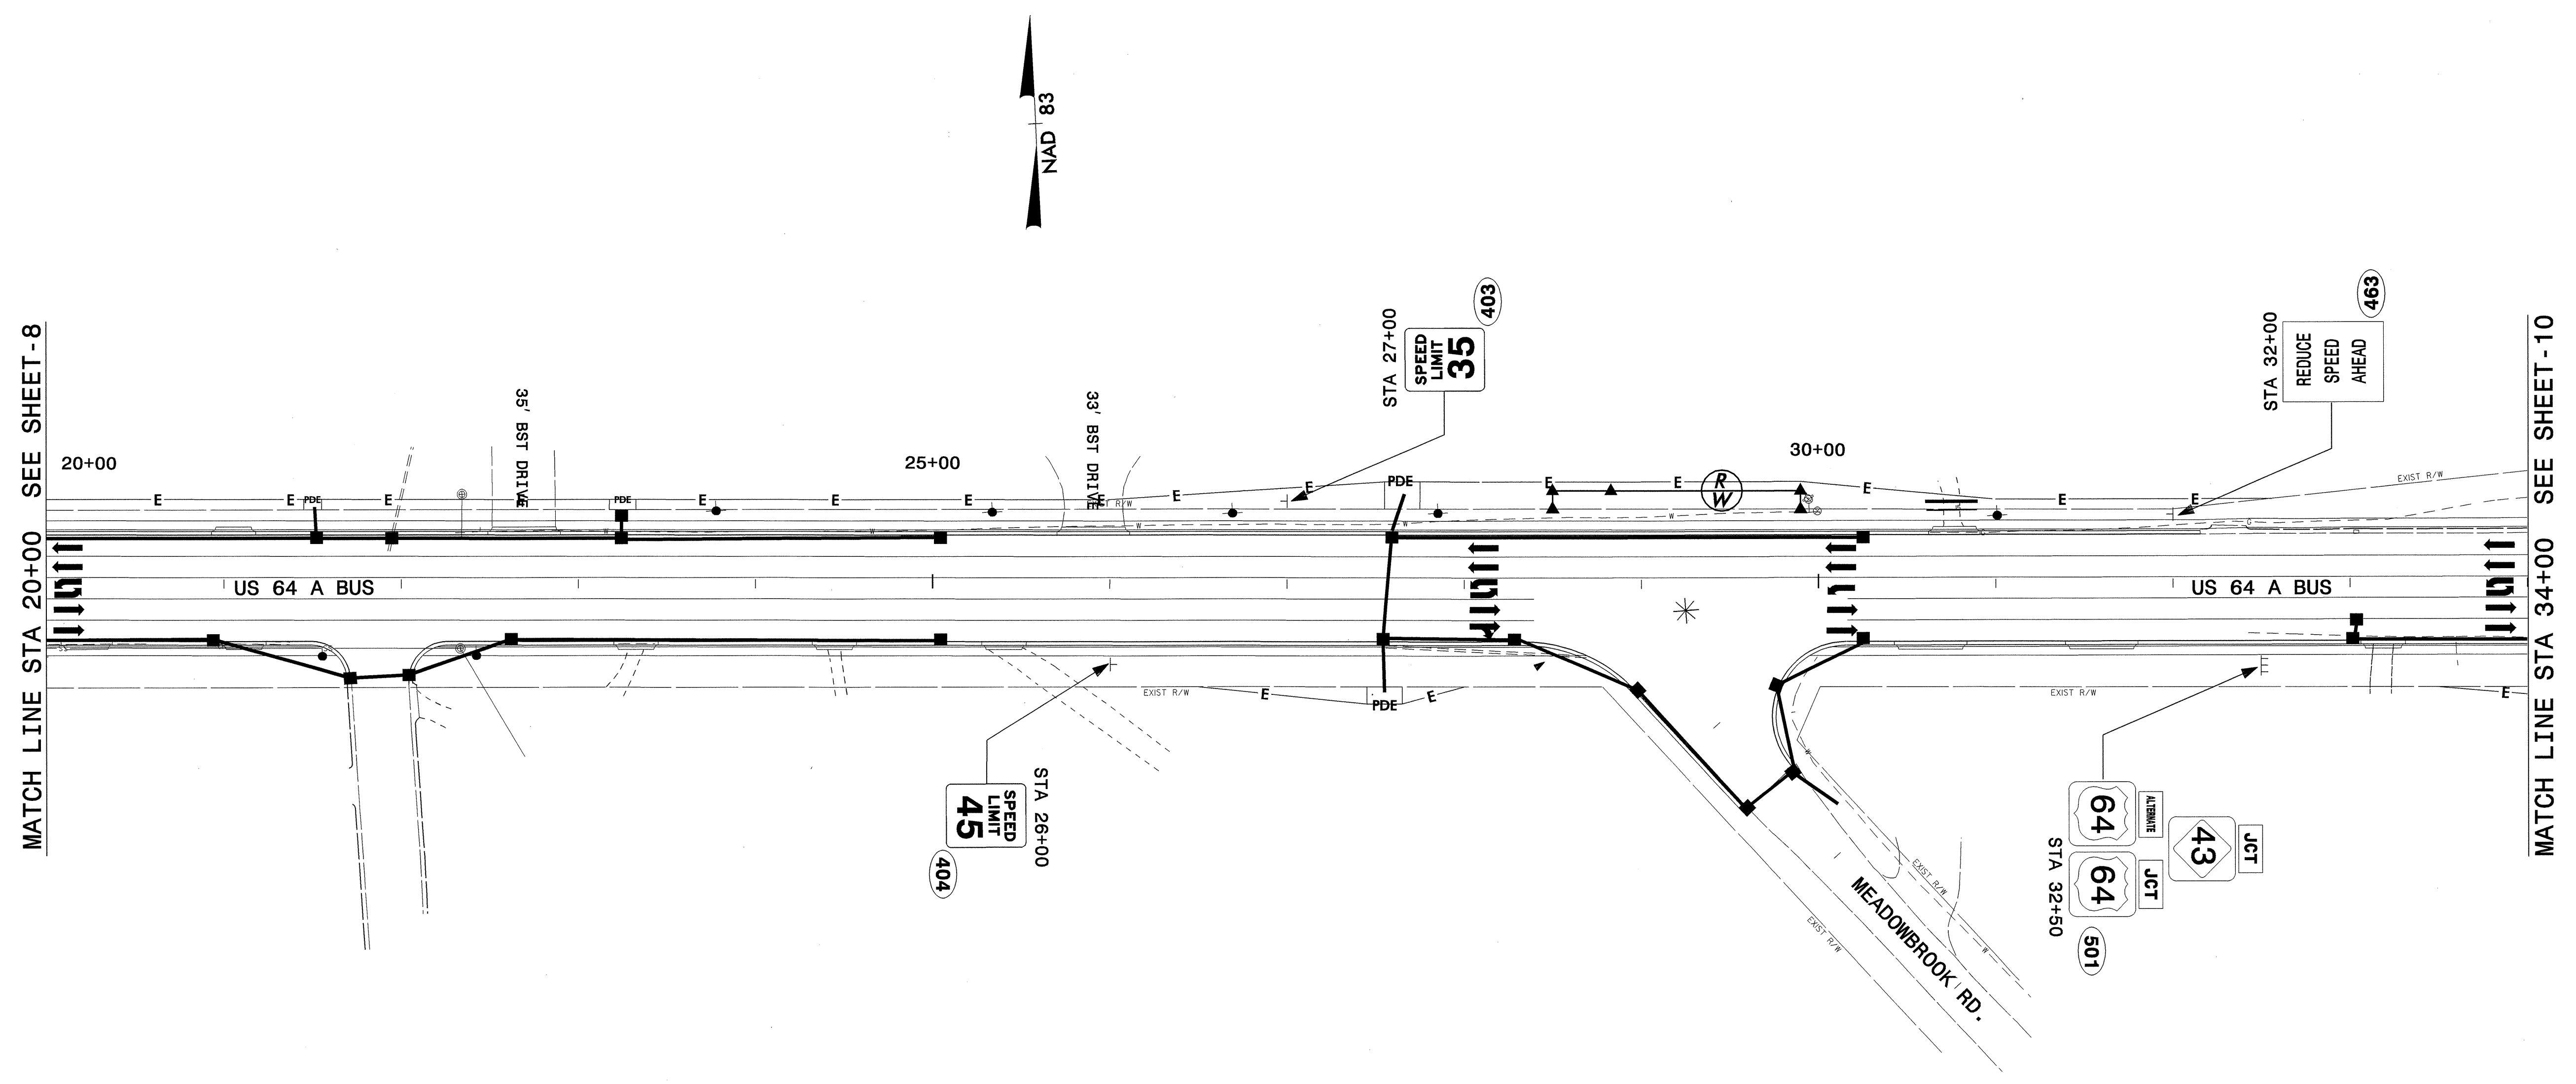 NAD 83
MATCH LINE STA 20+00 SEE SHEET-8
MATCH LINE STA 34+00 SEE SHEET-10
403
STA 27+00
SPEED
LIMIT
35
463
STA 32+00
REDUCE
SPEED
AHEAD
35' BST DRIVE
33' BST DRIVE
20+00
25+00
30+00
EXIST R/W
E
E
PDE
E
PDE
E
E
E
E
E
R/W
E
E
PDE
E
E
R
W
E
E
E
W
W
W
W
W
G
G
US 64 A BUS
US 64 A BUS
EXIST R/W
E
PDE
E
EXIST R/W
E
SPEED
LIMIT
45
STA 26+00
404
ALTERNATE
64
JCT
43
JCT
64
STA 32+50
501
W
W
EXIST R/W
EXIST R/W
MEADOWBROOK RD.